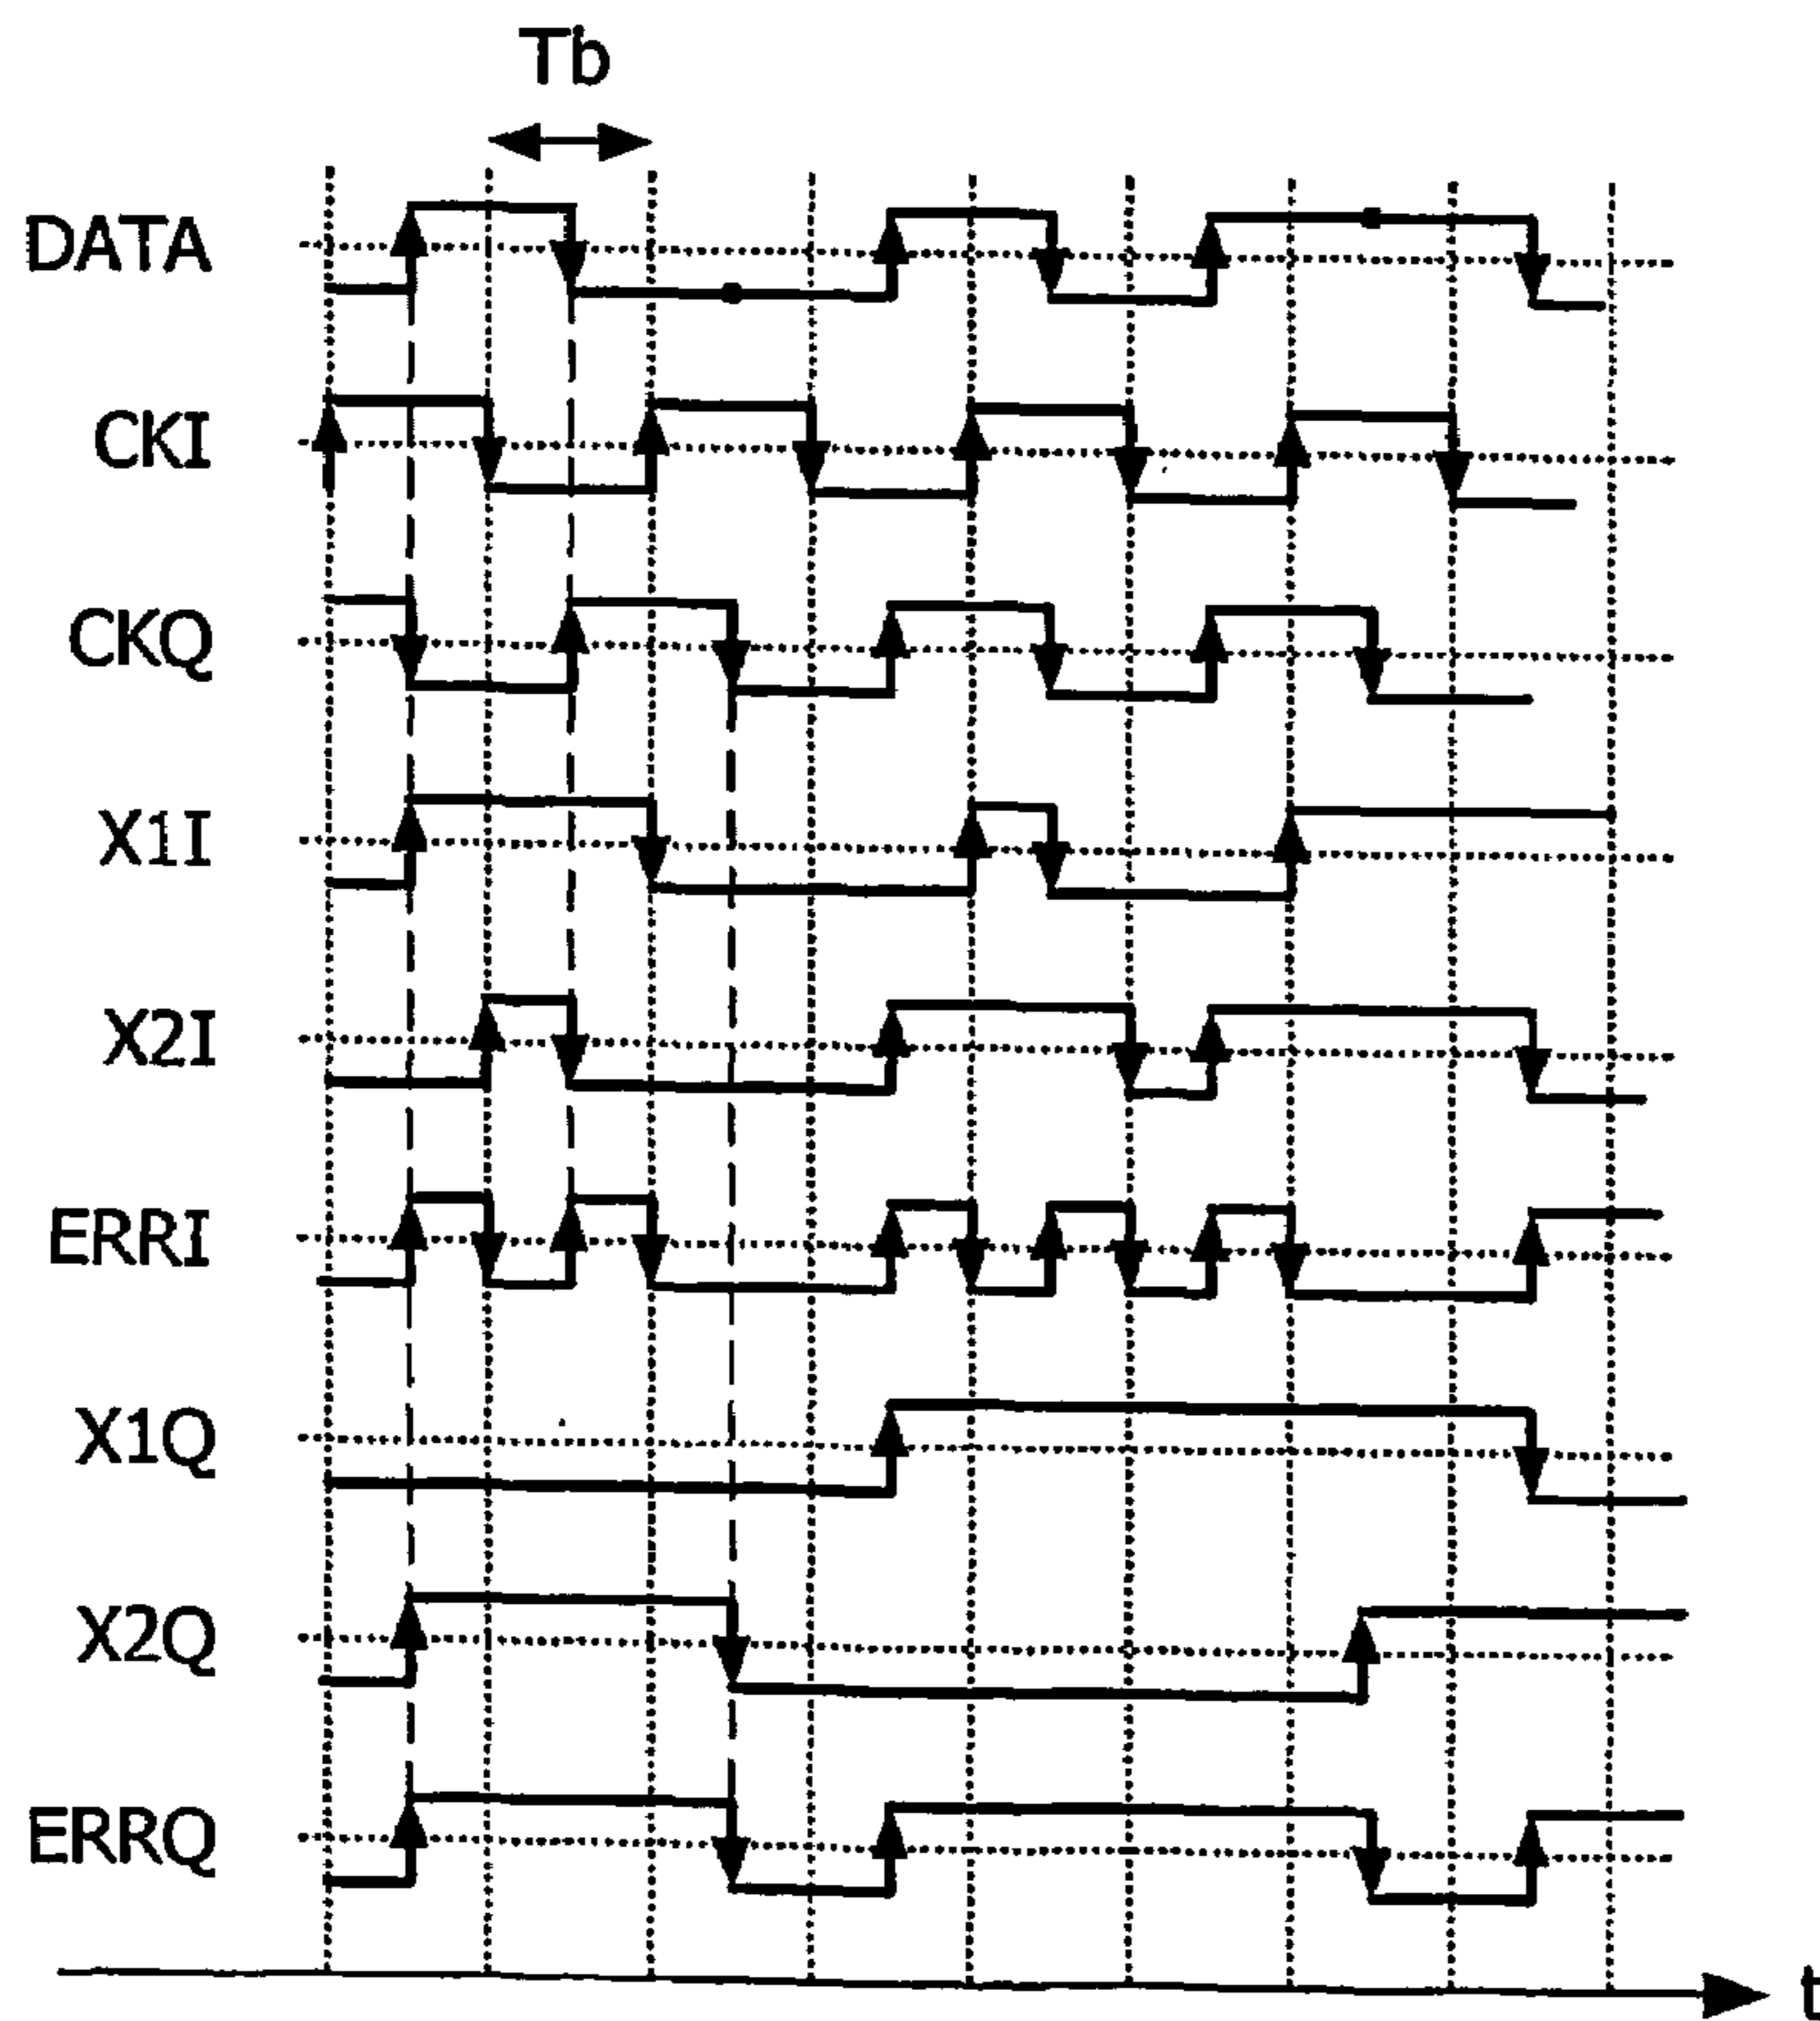 Tb
DATA
CKI
CKQ
X1I
X2I
ERRI
X1Q
X2Q
ERRQ
t